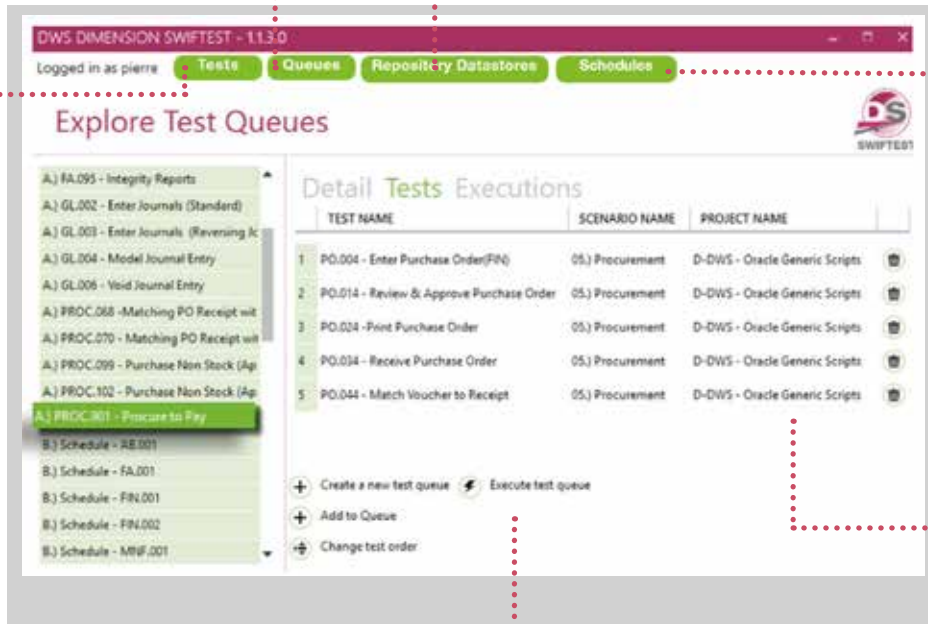 DWS DIMENSION SWIFTEST - 1.1.3.0
Logged in as pierre Tests Queues Repository Datastores Schedules
Explore Test Queues
DS
SWIFTEST
A.) FA.095 - Integrity Reports
A.) GL.002 - Enter Journals (Standard)
A.) GL.003 - Enter Journals (Reversing Jc
A.) GL.004 - Model Journal Entry
A.) GL.006 - Void Journal Entry
A.) PROC.068 -Matching PO Receipt wit
A.) PROC.070 - Matching PO Receipt wit
A.) PROC.099 - Purchase Non Stock (Ap
A.) PROC.102 - Purchase Non Stock (Ap
A.) PROC.901 - Procure to Pay
B.) Schedule - AB.001
B.) Schedule - FA.001
B.) Schedule - FIN.001
B.) Schedule - FIN.002
B.) Schedule - MNF.001
Detail Tests Executions
TEST NAME SCENARIO NAME PROJECT NAME
1 PO.004 - Enter Purchase Order(FIN) 05.) Procurement D-DWS - Oracle Generic Scripts
2 PO.014 - Review & Approve Purchase Order 05.) Procurement D-DWS - Oracle Generic Scripts
3 PO.024 -Print Purchase Order 05.) Procurement D-DWS - Oracle Generic Scripts
4 PO.034 - Receive Purchase Order 05.) Procurement D-DWS - Oracle Generic Scripts
5 PO.044 - Match Voucher to Receipt 05.) Procurement D-DWS - Oracle Generic Scripts
Create a new test queue Execute test queue
Add to Queue
Change test order